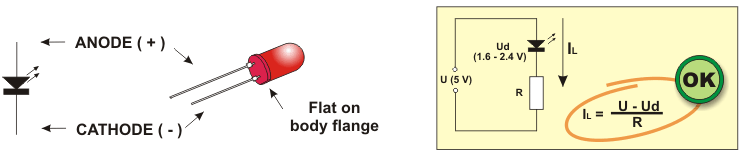 ANODE ( + )
CATHODE ( - )
Flat on
body flange
U (5 V)
Ud
(1.6 - 2.4 V)
R
IL
IL = U - Ud
R
OK